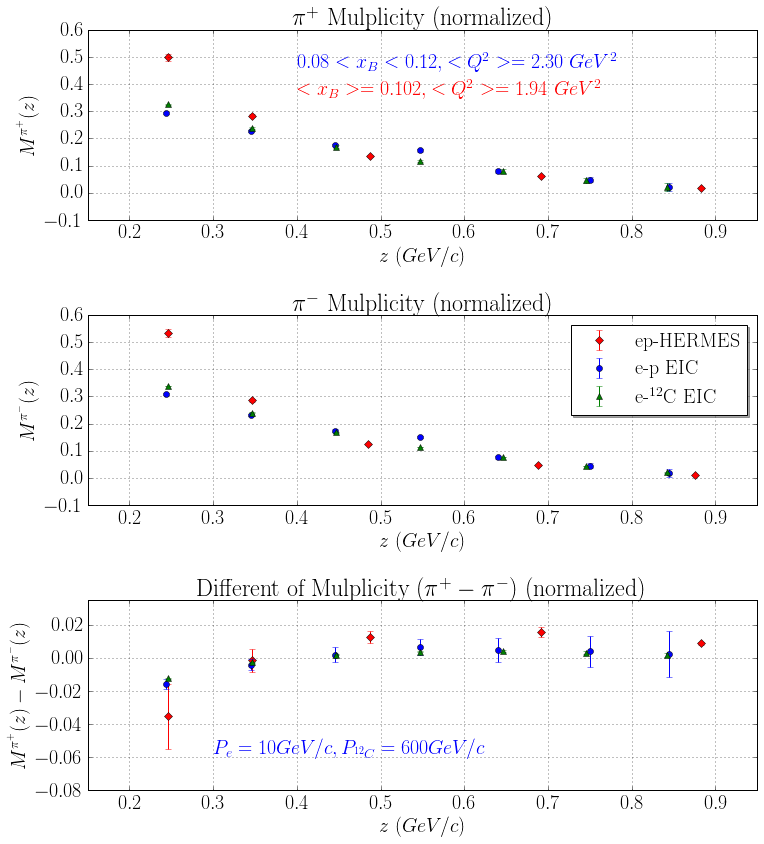 π⁺ Mulplicity (normalized)
0.6
0.5
0.4
0.3
0.2
0.1
0.0
−0.1
M^{π⁺}(z)
0.08 < x_B < 0.12, < Q² >= 2.30 GeV²
< x_B >= 0.102, < Q² >= 1.94 GeV²
0.2 0.3 0.4 0.5 0.6 0.7 0.8 0.9
z (GeV/c)
π⁻ Mulplicity (normalized)
0.6
0.5
0.4
0.3
0.2
0.1
0.0
−0.1
M^{π⁻}(z)
ep-HERMES
e-p EIC
e-¹²C EIC
0.2 0.3 0.4 0.5 0.6 0.7 0.8 0.9
z (GeV/c)
Different of Mulplicity (π⁺ − π⁻) (normalized)
0.02
0.00
−0.02
−0.04
−0.06
−0.08
M^{π⁺}(z) − M^{π⁻}(z)
P_e = 10GeV/c, P_{¹²C} = 600GeV/c
0.2 0.3 0.4 0.5 0.6 0.7 0.8 0.9
z (GeV/c)